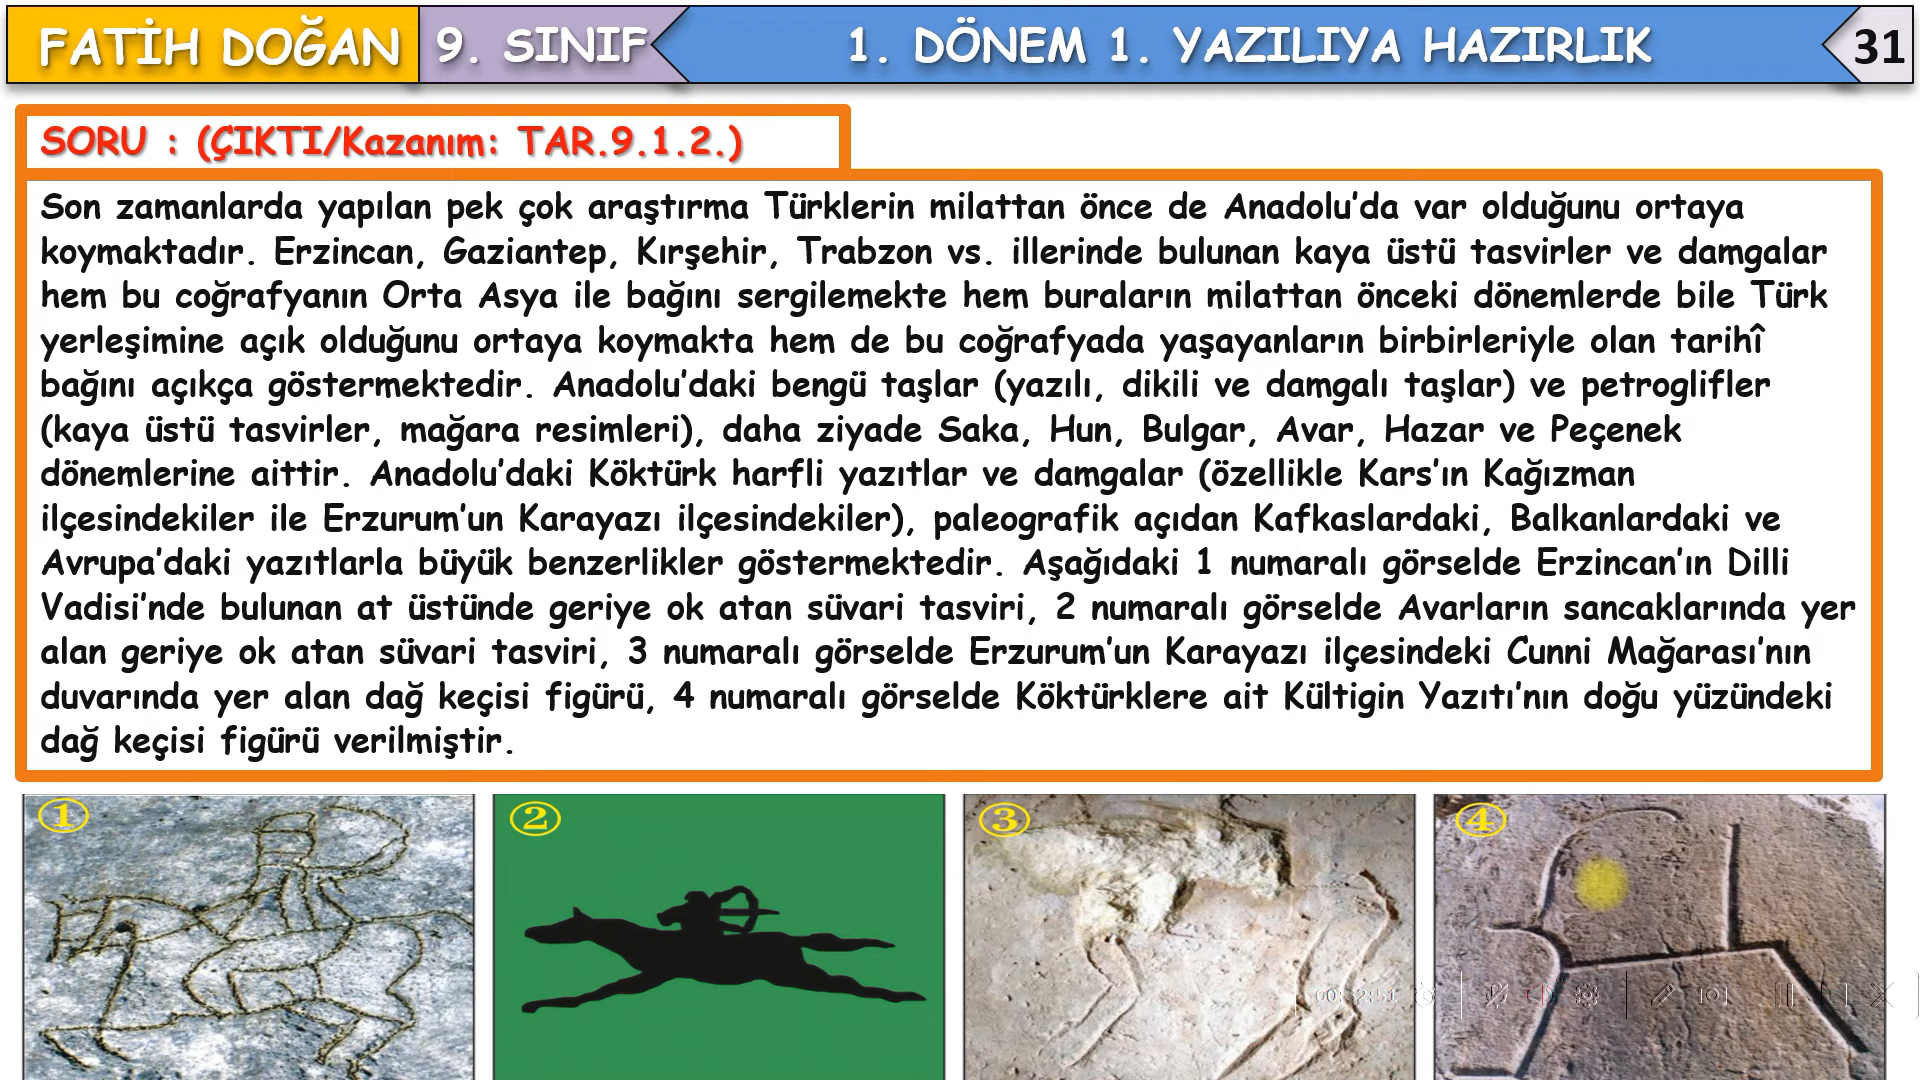 FATİH DOĞAN
9. SINIF
1. DÖNEM 1. YAZILIYA HAZIRLIK
31
SORU : (ÇIKTI/Kazanım: TAR.9.1.2.)
Son zamanlarda yapılan pek çok araştırma Türklerin milattan önce de Anadolu’da var olduğunu ortaya
koymaktadır. Erzincan, Gaziantep, Kırşehir, Trabzon vs. illerinde bulunan kaya üstü tasvirler ve damgalar
hem bu coğrafyanın Orta Asya ile bağını sergilemekte hem buraların milattan önceki dönemlerde bile Türk
yerleşimine açık olduğunu ortaya koymakta hem de bu coğrafyada yaşayanların birbirleriyle olan tarihî
bağını açıkça göstermektedir. Anadolu’daki bengü taşlar (yazılı, dikili ve damgalı taşlar) ve petroglifler
(kaya üstü tasvirler, mağara resimleri), daha ziyade Saka, Hun, Bulgar, Avar, Hazar ve Peçenek
dönemlerine aittir. Anadolu’daki Köktürk harfli yazıtlar ve damgalar (özellikle Kars’ın Kağızman
ilçesindekiler ile Erzurum’un Karayazı ilçesindekiler), paleografik açıdan Kafkaslardaki, Balkanlardaki ve
Avrupa’daki yazıtlarla büyük benzerlikler göstermektedir. Aşağıdaki 1 numaralı görselde Erzincan’ın Dilli
Vadisi’nde bulunan at üstünde geriye ok atan süvari tasviri, 2 numaralı görselde Avarların sancaklarında yer
alan geriye ok atan süvari tasviri, 3 numaralı görselde Erzurum’un Karayazı ilçesindeki Cunni Mağarası’nın
duvarında yer alan dağ keçisi figürü, 4 numaralı görselde Köktürklere ait Kültigin Yazıtı’nın doğu yüzündeki
dağ keçisi figürü verilmiştir.
1
2
3
4